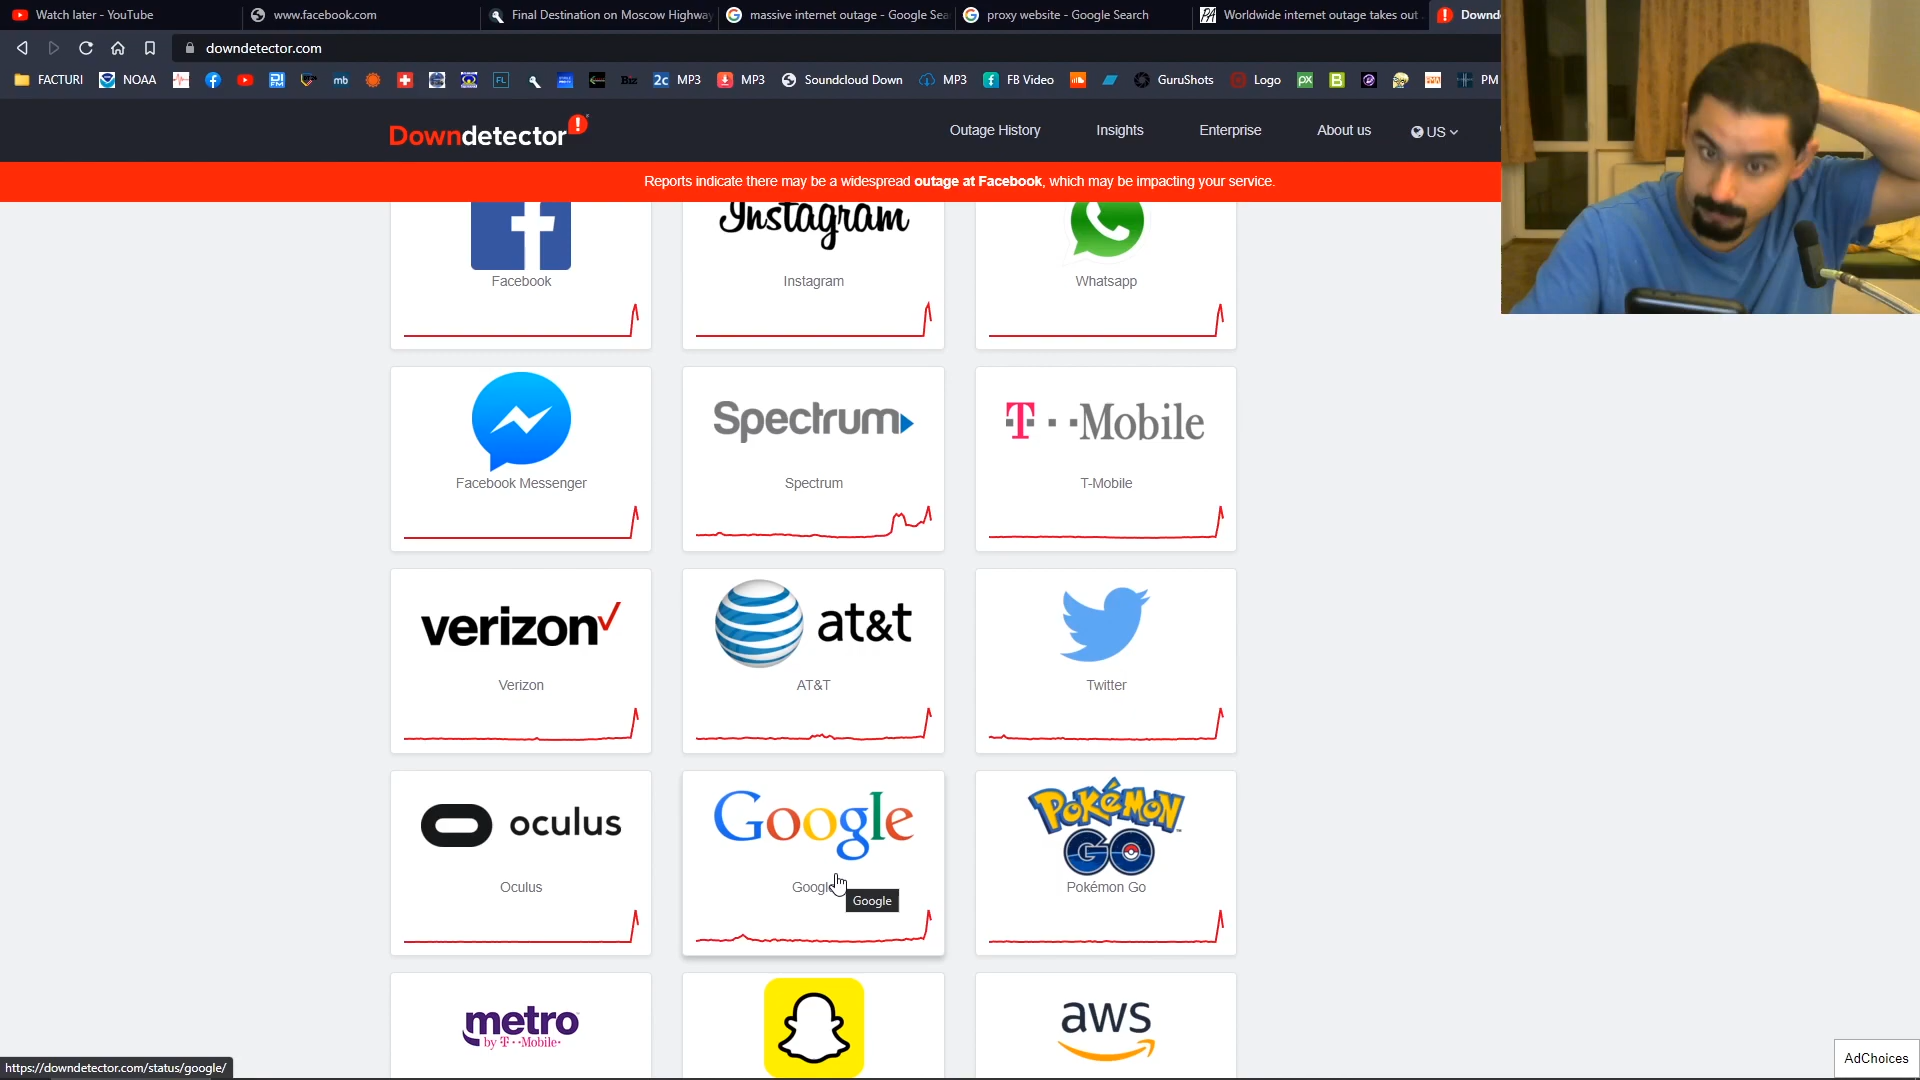 Watch later - YouTube
www.facebook.com
Final Destination on Moscow Highway
massive internet outage - Google Sea
proxy website - Google Search
Worldwide internet outage takes out
Downd
downdetector.com
FACTURI
NOAA
mb
FL
Biz
2c MP3
MP3
Soundcloud Down
MP3
FB Video
GuruShots
Logo
PX
B
PM
Downdetector
Outage History
Insights
Enterprise
About us
US
Reports indicate there may be a widespread outage at Facebook, which may be impacting your service.
Instagram
Facebook
Instagram
Whatsapp
Spectrum
T··Mobile
Facebook Messenger
Spectrum
T-Mobile
verizon
at&t
Verizon
AT&T
Twitter
oculus
Google
POKÉMON
GO
Oculus
Google
Google
Pokémon Go
metro
by T··Mobile·
aws
https://downdetector.com/status/google/
AdChoices